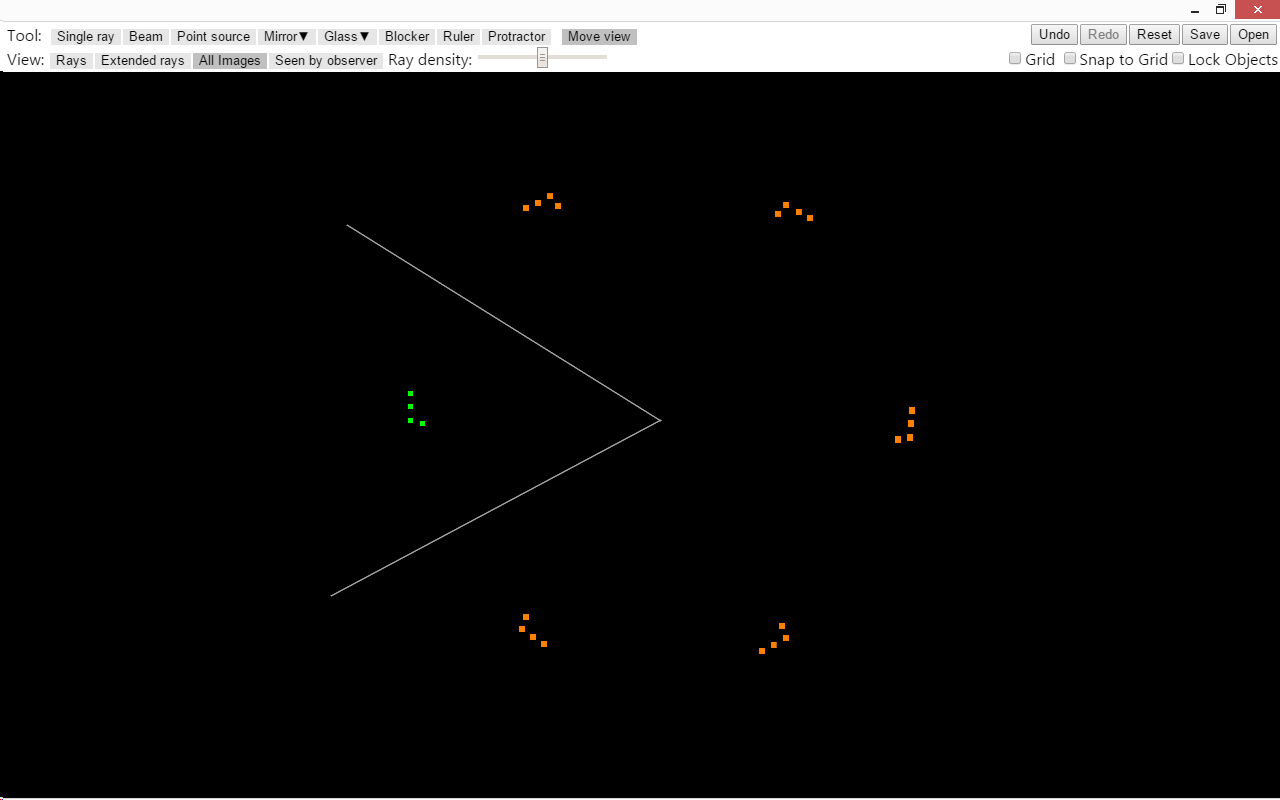 Tool: Single ray Beam Point source Mirror▼ Glass▼ Blocker Ruler Protractor Move view Undo Redo Reset Save Open
View: Rays Extended rays All Images Seen by observer Ray density: Grid Snap to Grid Lock Objects